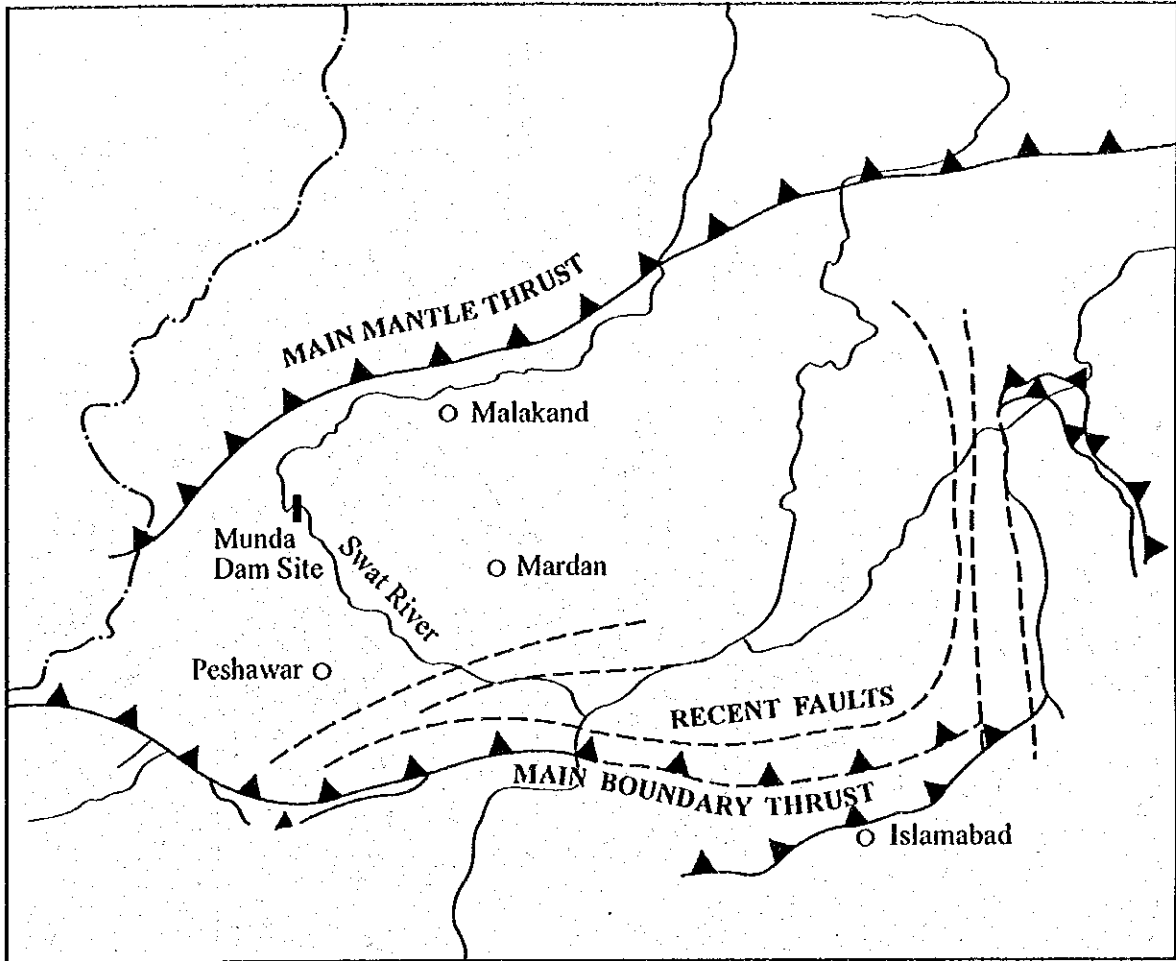 MAIN MANTLE THRUST
Malakand
Munda
Dam Site
Swat River
Mardan
Peshawar
RECENT FAULTS
MAIN BOUNDARY THRUST
Islamabad